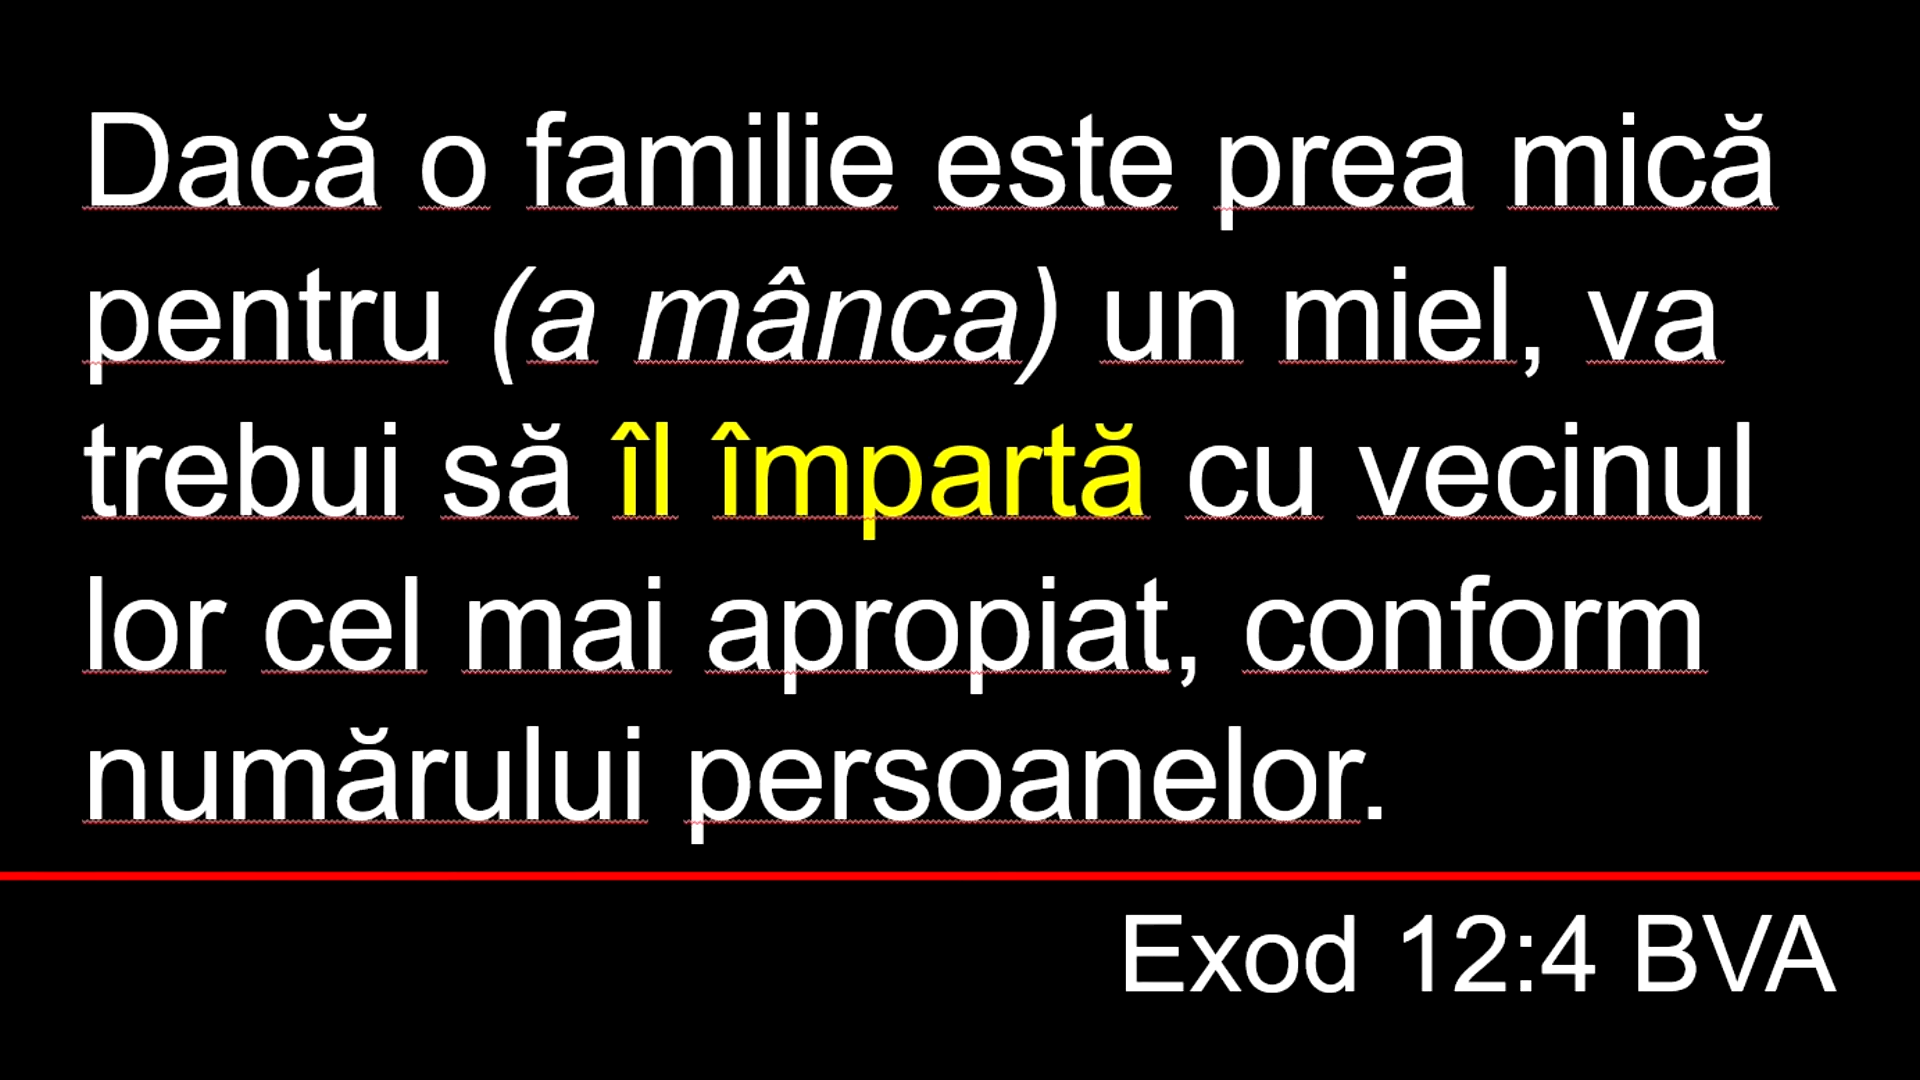 Dacă o familie este prea mică
pentru (a mânca) un miel, va
trebui să îl împartă cu vecinul
lor cel mai apropiat, conform
numărului persoanelor.
Exod 12:4 BVA